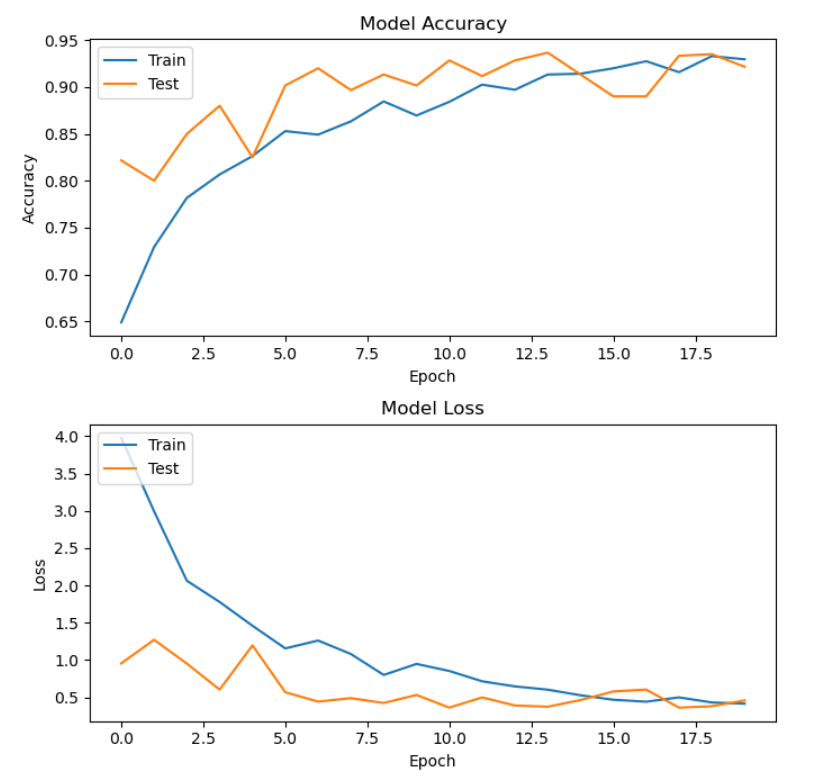 Model Accuracy
0.95
0.90
0.85
0.80
0.75
0.70
0.65
Accuracy
Train
Test
0.0 2.5 5.0 7.5 10.0 12.5 15.0 17.5
Epoch
Model Loss
4.0
3.5
3.0
2.5
2.0
1.5
1.0
0.5
Loss
Train
Test
0.0 2.5 5.0 7.5 10.0 12.5 15.0 17.5
Epoch